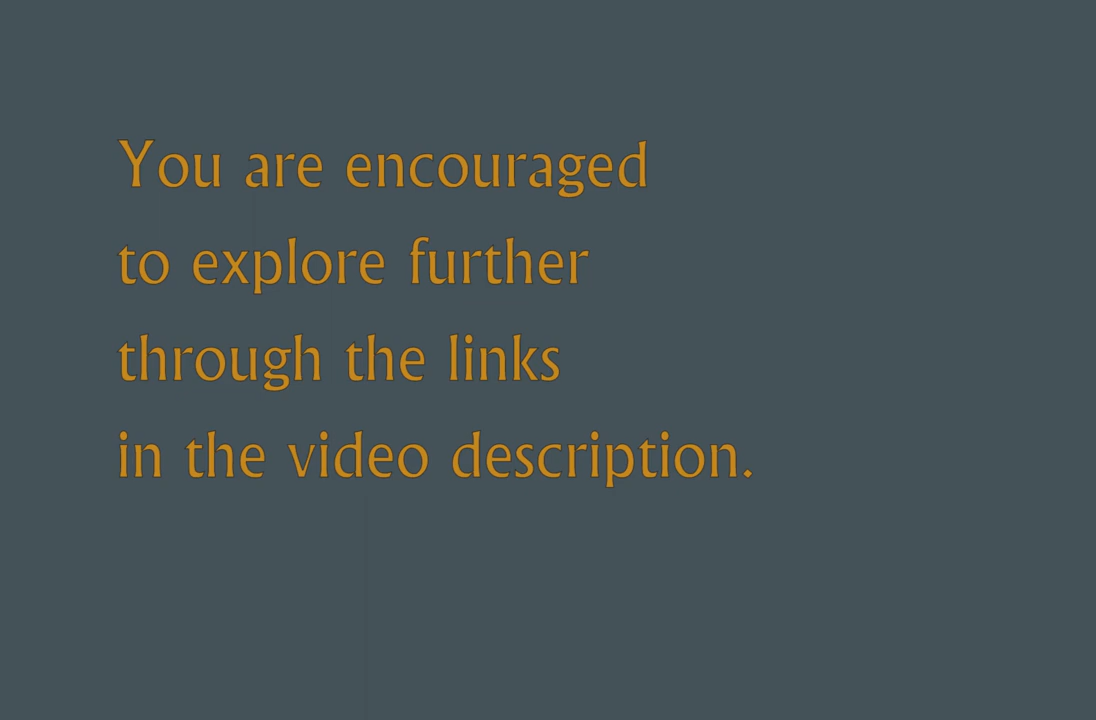 You are encouraged
to explore further
through the links
in the video description.